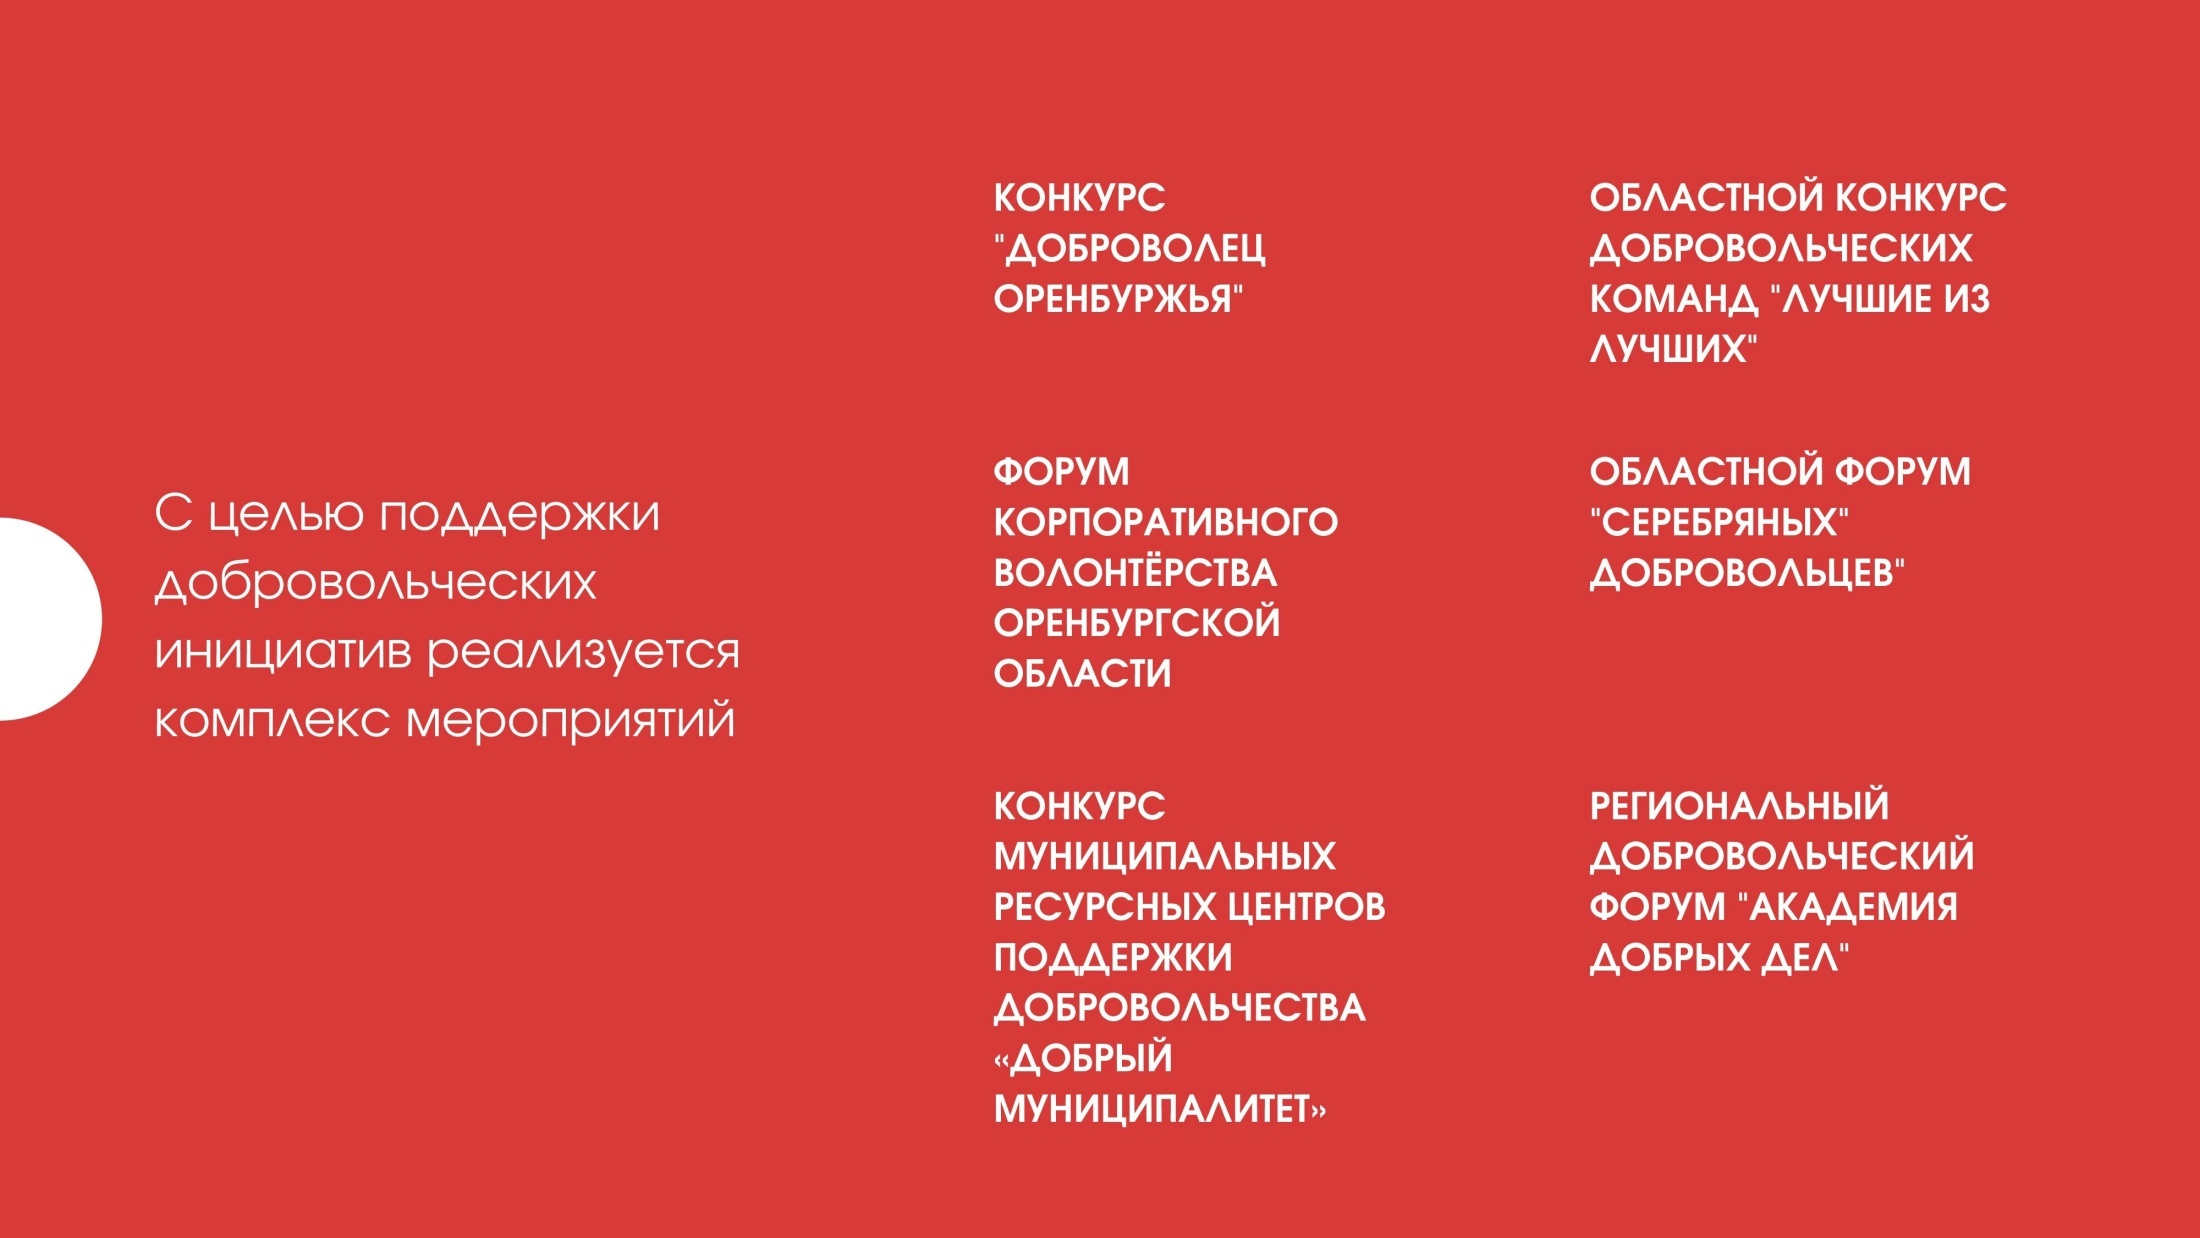 С целью поддержки
добровольческих
инициатив реализуется
комплекс мероприятий
КОНКУРС
"ДОБРОВОЛЕЦ
ОРЕНБУРЖЬЯ"
ОБЛАСТНОЙ КОНКУРС
ДОБРОВОЛЬЧЕСКИХ
КОМАНД "ЛУЧШИЕ ИЗ
ЛУЧШИХ"
ФОРУМ
КОРПОРАТИВНОГО
ВОЛОНТЁРСТВА
ОРЕНБУРГСКОЙ
ОБЛАСТИ
ОБЛАСТНОЙ ФОРУМ
"СЕРЕБРЯНЫХ"
ДОБРОВОЛЬЦЕВ"
КОНКУРС
МУНИЦИПАЛЬНЫХ
РЕСУРСНЫХ ЦЕНТРОВ
ПОДДЕРЖКИ
ДОБРОВОЛЬЧЕСТВА
«ДОБРЫЙ
МУНИЦИПАЛИТЕТ»
РЕГИОНАЛЬНЫЙ
ДОБРОВОЛЬЧЕСКИЙ
ФОРУМ "АКАДЕМИЯ
ДОБРЫХ ДЕЛ"